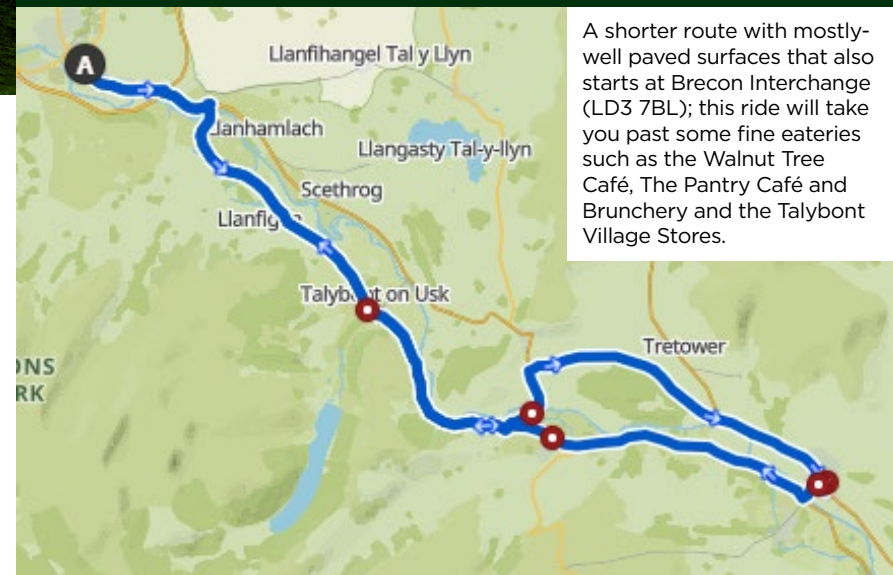 A shorter route with mostly-
well paved surfaces that also
starts at Brecon Interchange
(LD3 7BL); this ride will take
you past some fine eateries
such as the Walnut Tree
Café, The Pantry Café and
Brunchery and the Talybont
Village Stores.
A
Llanfihangel Tal y Llyn
Llanhamlach
Llangasty Tal-y-llyn
Scethrog
Talybont on Usk
Tretower
ONS
RK